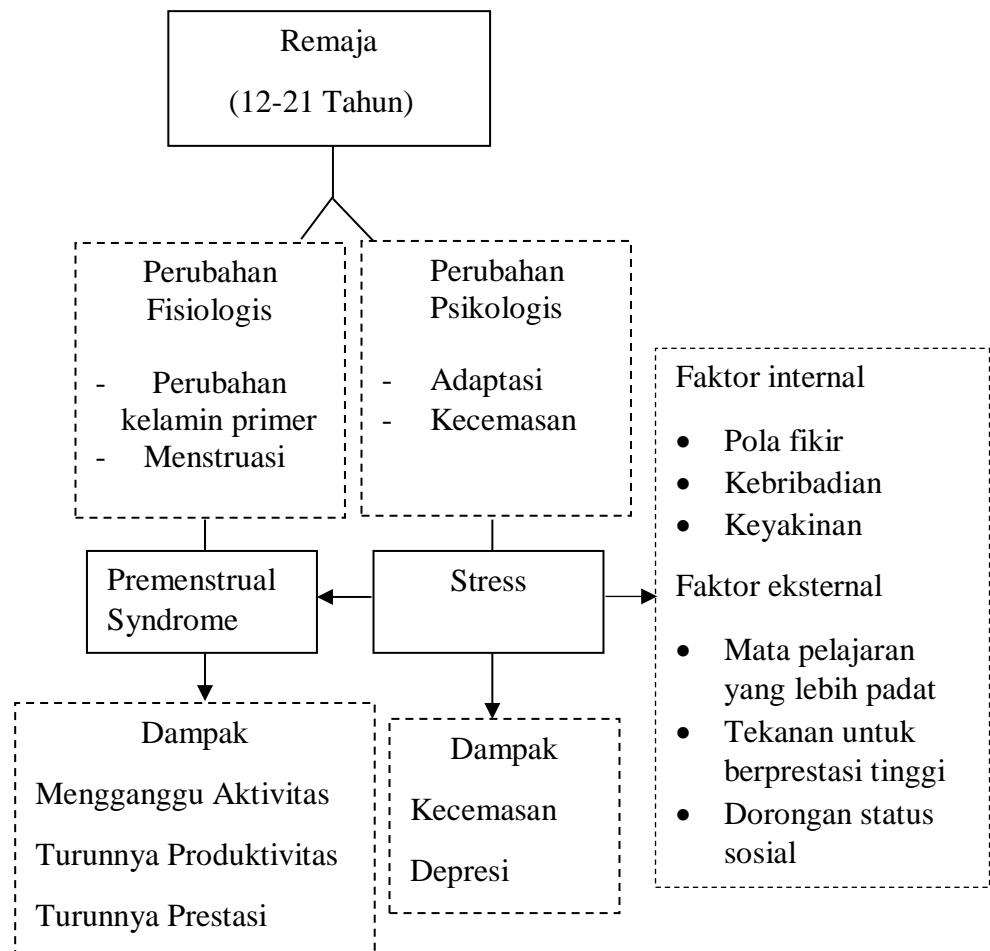 Remaja
(12-21 Tahun)
Perubahan
Fisiologis
- Perubahan
kelamin primer
- Menstruasi
Perubahan
Psikologis
- Adaptasi
- Kecemasan
Faktor internal
• Pola fikir
• Kebribadian
• Keyakinan
Faktor eksternal
• Mata pelajaran
yang lebih padat
• Tekanan untuk
berprestasi tinggi
• Dorongan status
sosial
Premenstrual
Syndrome
Stress
Dampak
Mengganggu Aktivitas
Turunnya Produktivitas
Turunnya Prestasi
Dampak
Kecemasan
Depresi